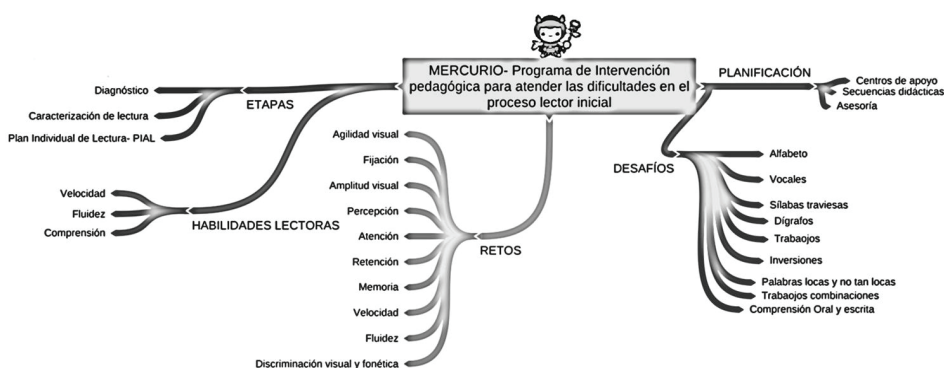 MERCURIO- Programa de Intervención
pedagógica para atender las dificultades en el
proceso lector inicial
ETAPAS
Diagnóstico
Caracterización de lectura
Plan Individual de Lectura- PIAL
HABILIDADES LECTORAS
Velocidad
Fluidez
Comprensión
RETOS
Agilidad visual
Fijación
Amplitud visual
Percepción
Atención
Retención
Memoria
Velocidad
Fluidez
Discriminación visual y fonética
PLANIFICACIÓN
Centros de apoyo
Secuencias didácticas
Asesoría
DESAFÍOS
Alfabeto
Vocales
Sílabas traviesas
Dígrafos
Trabaojos
Inversiones
Palabras locas y no tan locas
Trabaojos combinaciones
Comprensión Oral y escrita